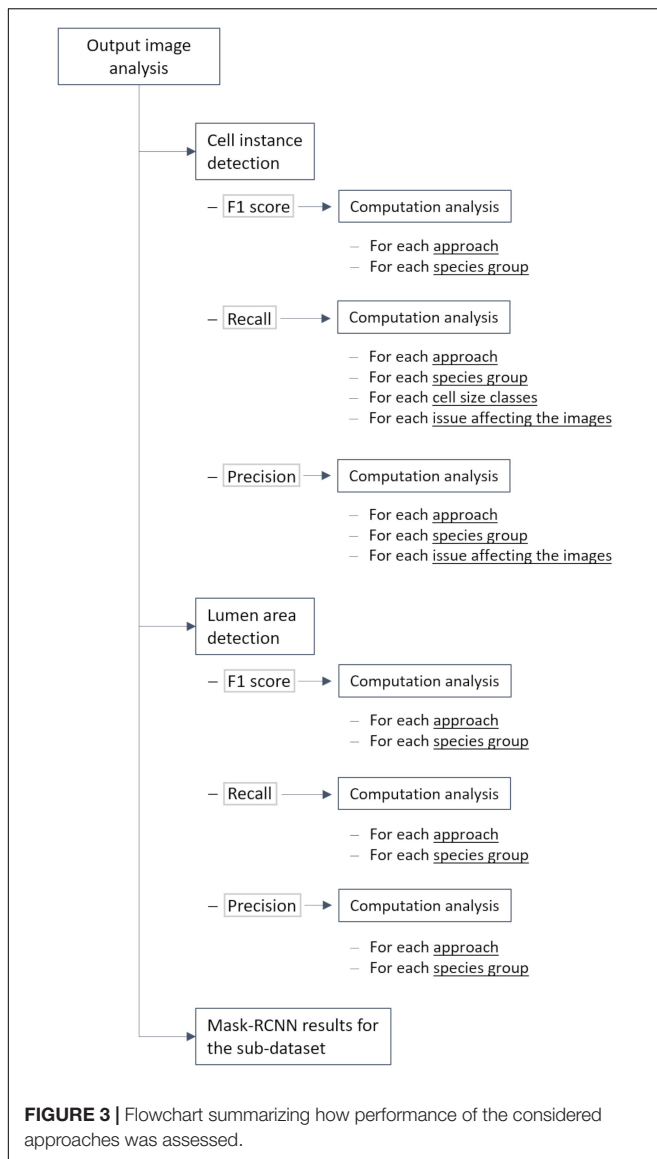 Output image
analysis
Cell instance
detection
– F1 score
Computation analysis
– For each approach
– For each species group
– Recall
Computation analysis
– For each approach
– For each species group
– For each cell size classes
– For each issue affecting the images
– Precision
Computation analysis
– For each approach
– For each species group
– For each issue affecting the images
Lumen area
detection
– F1 score
Computation analysis
– For each approach
– For each species group
– Recall
Computation analysis
– For each approach
– For each species group
– Precision
Computation analysis
– For each approach
– For each species group
Mask-RCNN results for
the sub-dataset
FIGURE 3 | Flowchart summarizing how performance of the considered
approaches was assessed.